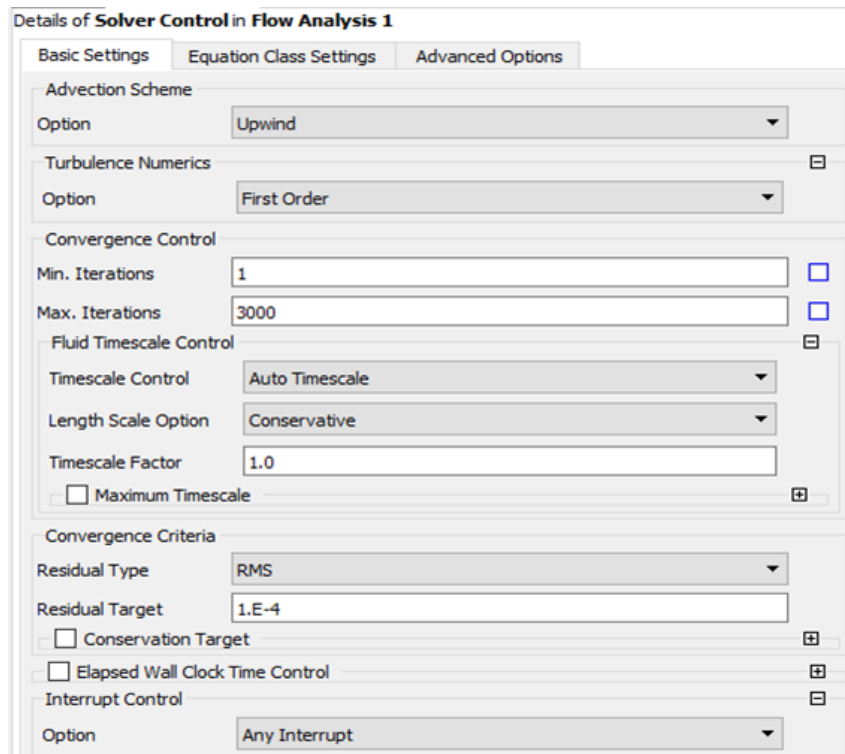 Details of Solver Control in Flow Analysis 1
Basic Settings Equation Class Settings Advanced Options
Advection Scheme
Option Upwind
Turbulence Numerics
Option First Order
Convergence Control
Min. Iterations 1
Max. Iterations 3000
Fluid Timescale Control
Timescale Control Auto Timescale
Length Scale Option Conservative
Timescale Factor 1.0
Maximum Timescale
Convergence Criteria
Residual Type RMS
Residual Target 1.E-4
Conservation Target
Elapsed Wall Clock Time Control
Interrupt Control
Option Any Interrupt